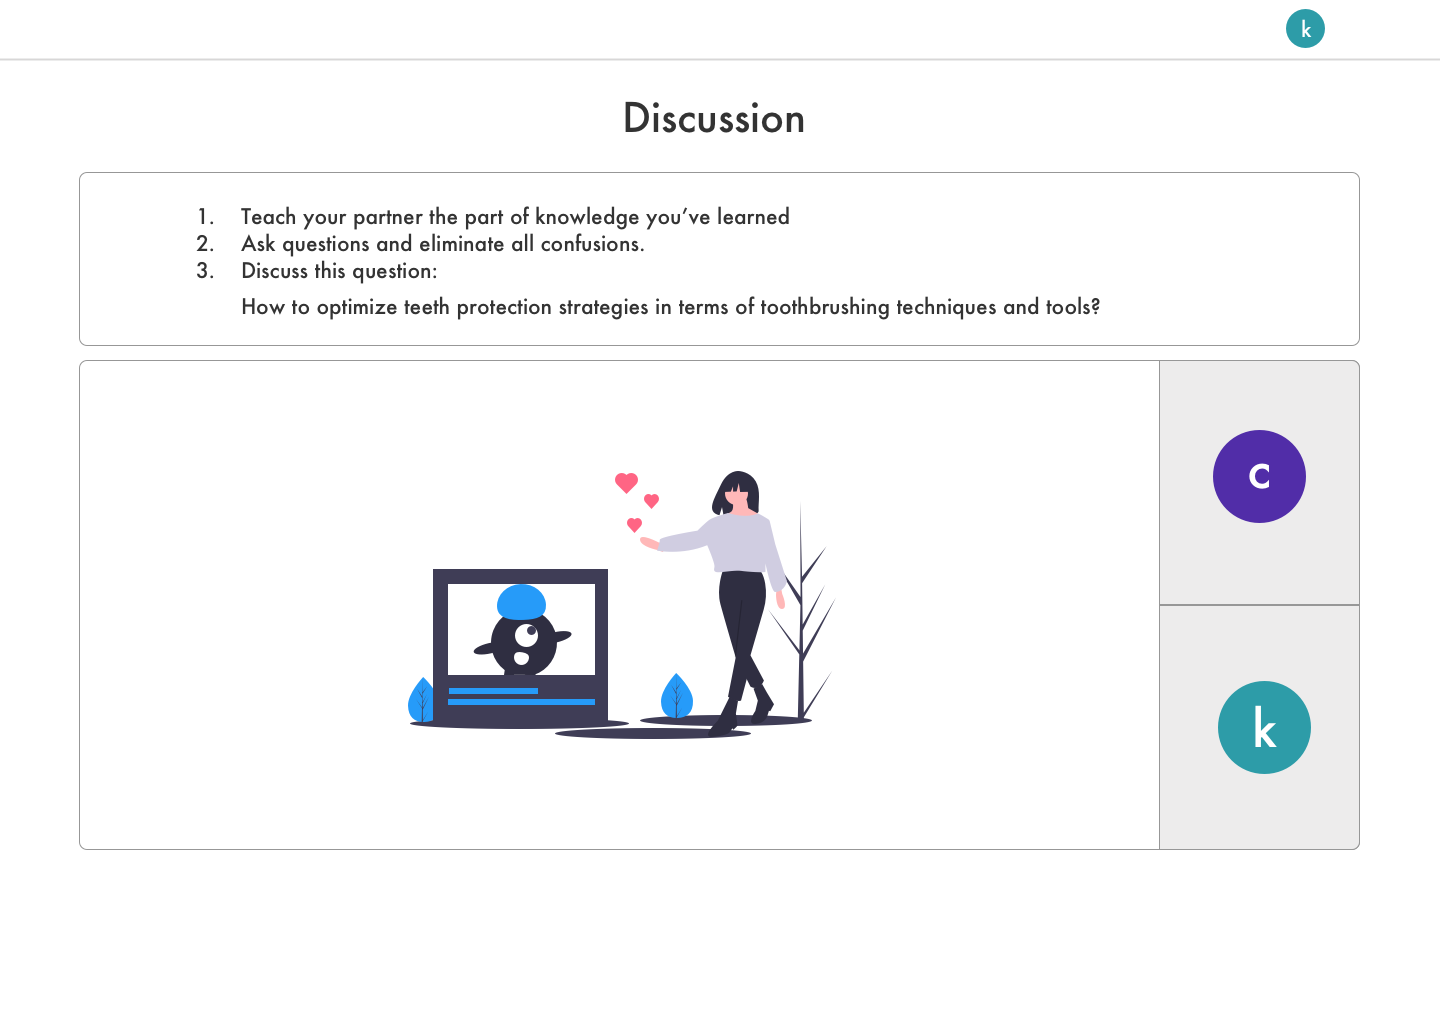 k
Discussion
1. Teach your partner the part of knowledge you’ve learned
2. Ask questions and eliminate all confusions.
3. Discuss this question:
How to optimize teeth protection strategies in terms of toothbrushing techniques and tools?
C
k